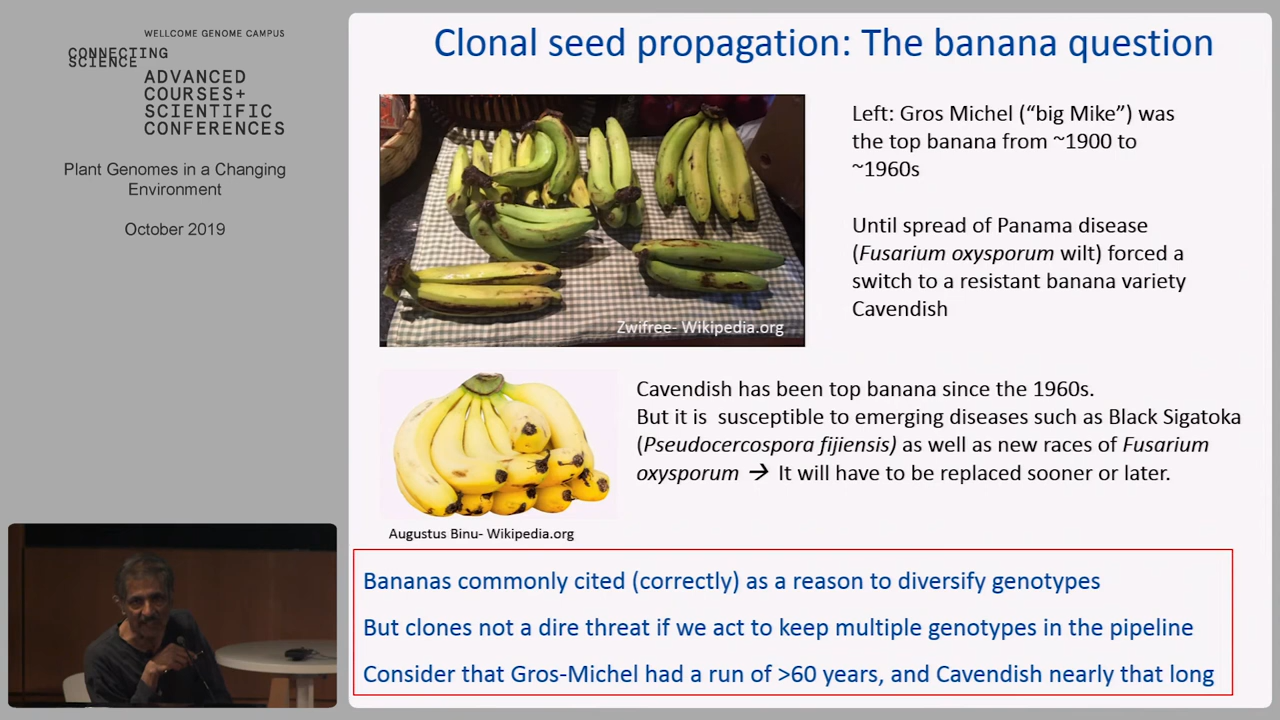 WELLCOME GENOME CAMPUS
CONNECTING
SCIENCE
ADVANCED
COURSES+
SCIENTIFIC
CONFERENCES
Plant Genomes in a Changing
Environment
October 2019
Clonal seed propagation: The banana question
Zwifree- Wikipedia.org
Left: Gros Michel (“big Mike”) was
the top banana from ~1900 to
~1960s
Until spread of Panama disease
(Fusarium oxysporum wilt) forced a
switch to a resistant banana variety
Cavendish
Augustus Binu- Wikipedia.org
Cavendish has been top banana since the 1960s.
But it is susceptible to emerging diseases such as Black Sigatoka
(Pseudocercospora fijiensis) as well as new races of Fusarium
oxysporum → It will have to be replaced sooner or later.
Bananas commonly cited (correctly) as a reason to diversify genotypes
But clones not a dire threat if we act to keep multiple genotypes in the pipeline
Consider that Gros-Michel had a run of >60 years, and Cavendish nearly that long